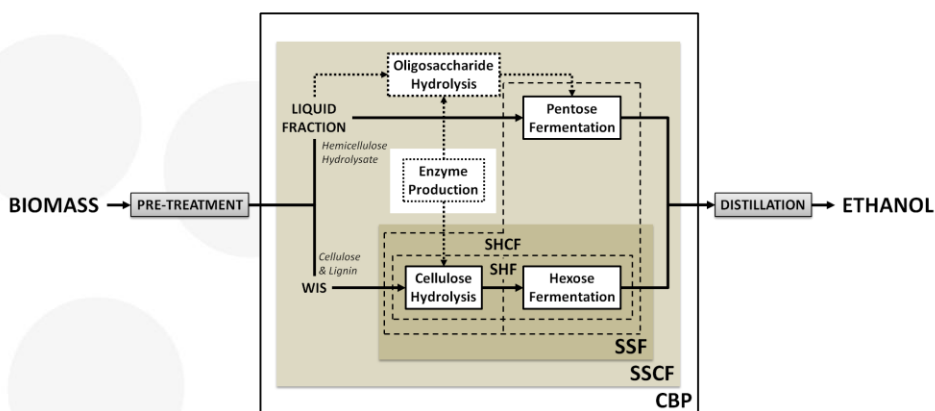 Oligosaccharide
Hydrolysis
LIQUID
FRACTION
Pentose
Fermentation
Hemicellulose
Hydrolysate
Enzyme
Production
BIOMASS
PRE-TREATMENT
DISTILLATION
ETHANOL
SHCF
Cellulose
& Lignin
SHF
WIS
Cellulose
Hydrolysis
Hexose
Fermentation
SSF
SSCF
CBP